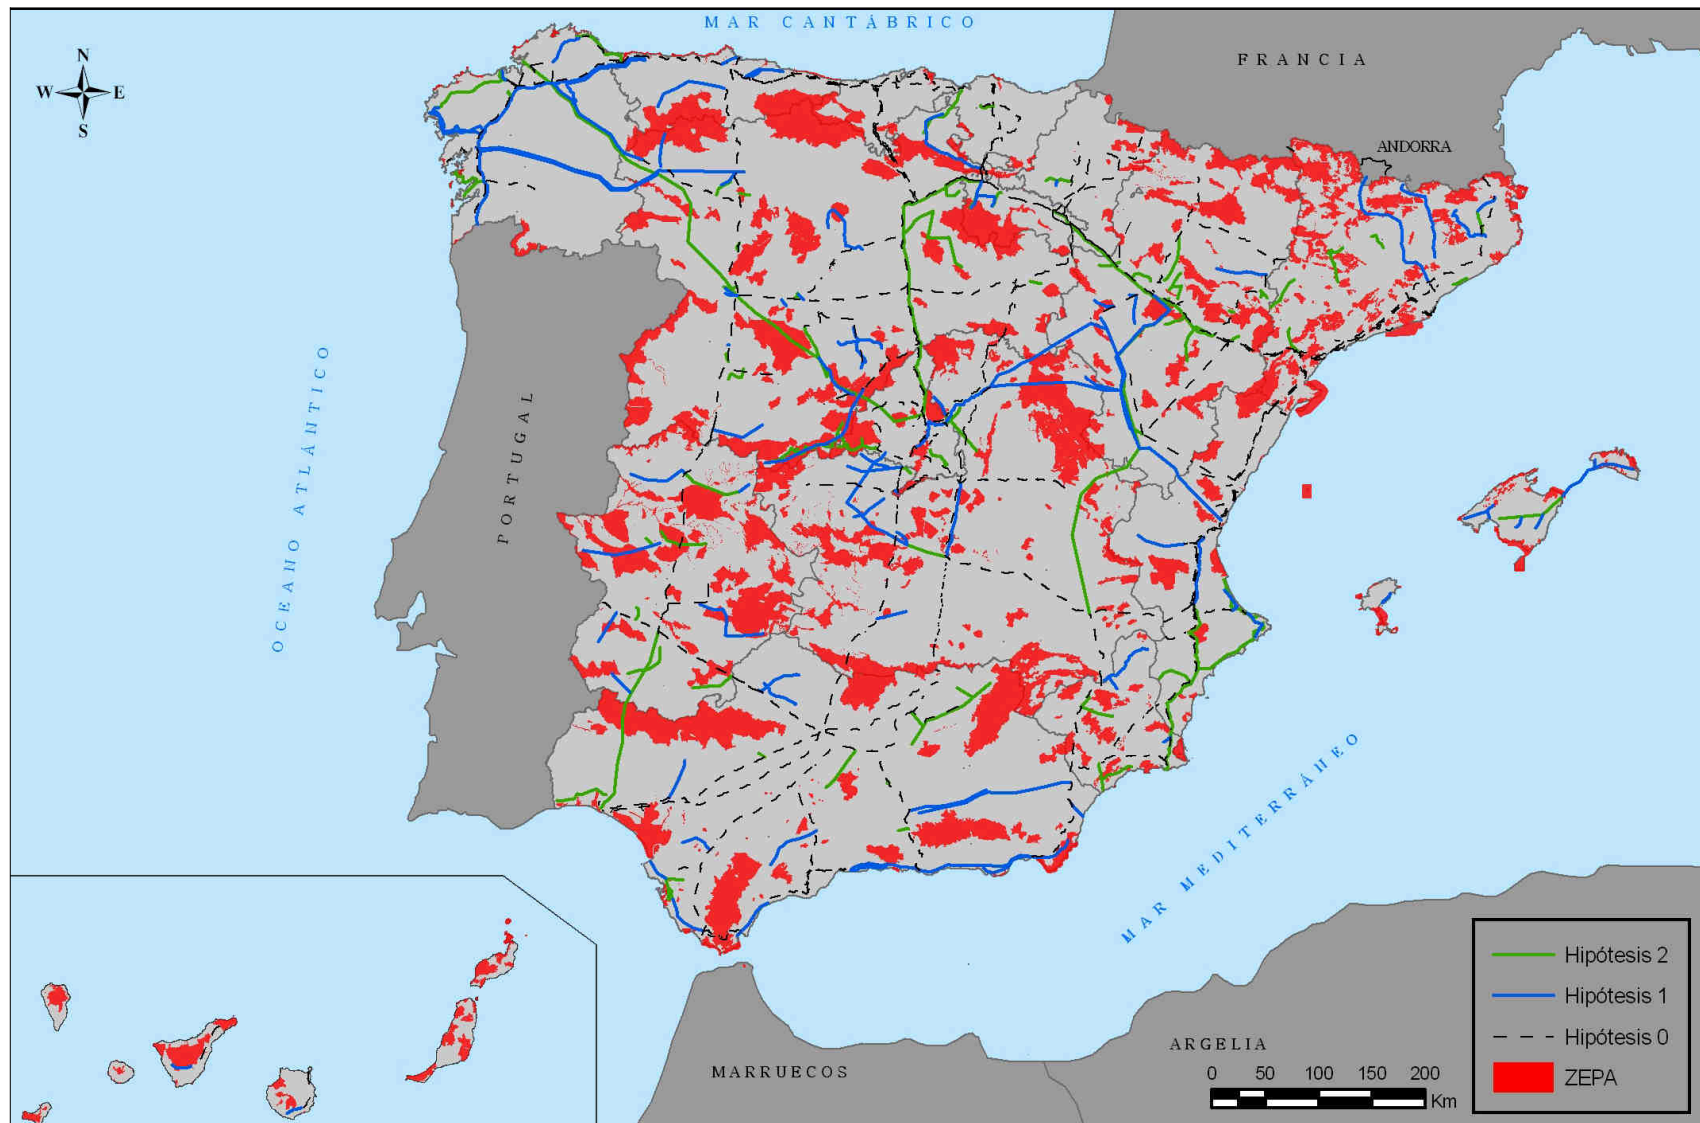 MAR CANTÁBRICO
FRANCIA
N
W E
S
ANDORRA
OCEANO ATLÁNTICO
PORTUGAL
MAR MEDITERRÁNEO
Hipótesis 2
Hipótesis 1
Hipótesis 0
ZEPA
ARGELIA
MARRUECOS
0 50 100 150 200
Km